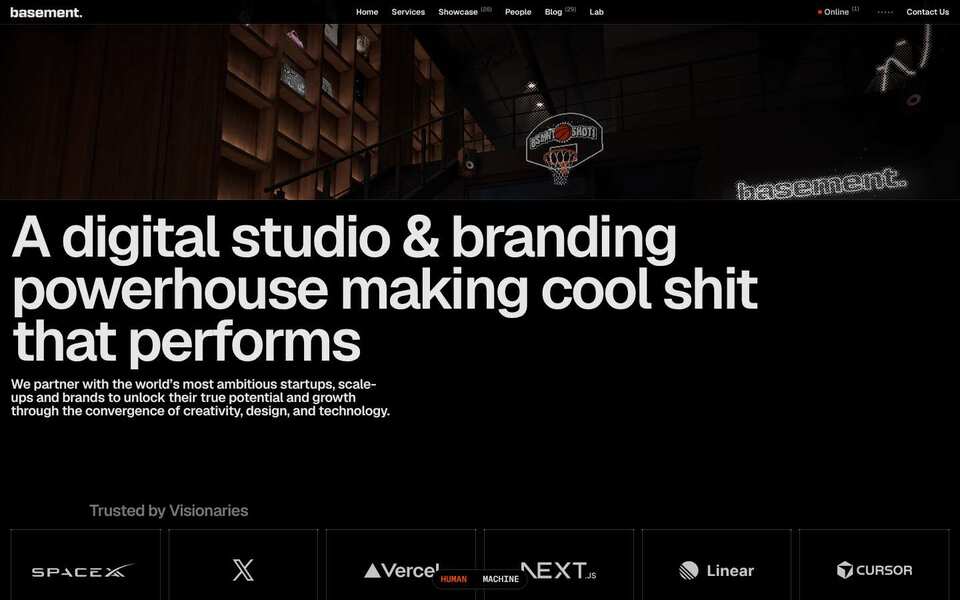 basement.
Home Services Showcase (28) People Blog (29) Lab
Online (1)
Contact Us
BSMNT SHOT!
basement.
A digital studio & branding
powerhouse making cool shit
that performs
We partner with the world's most ambitious startups, scale-
ups and brands to unlock their true potential and growth
through the convergence of creativity, design, and technology.
Trusted by Visionaries
SPACEX
X
Vercel
NEXT.JS
Linear
CURSOR
HUMAN MACHINE